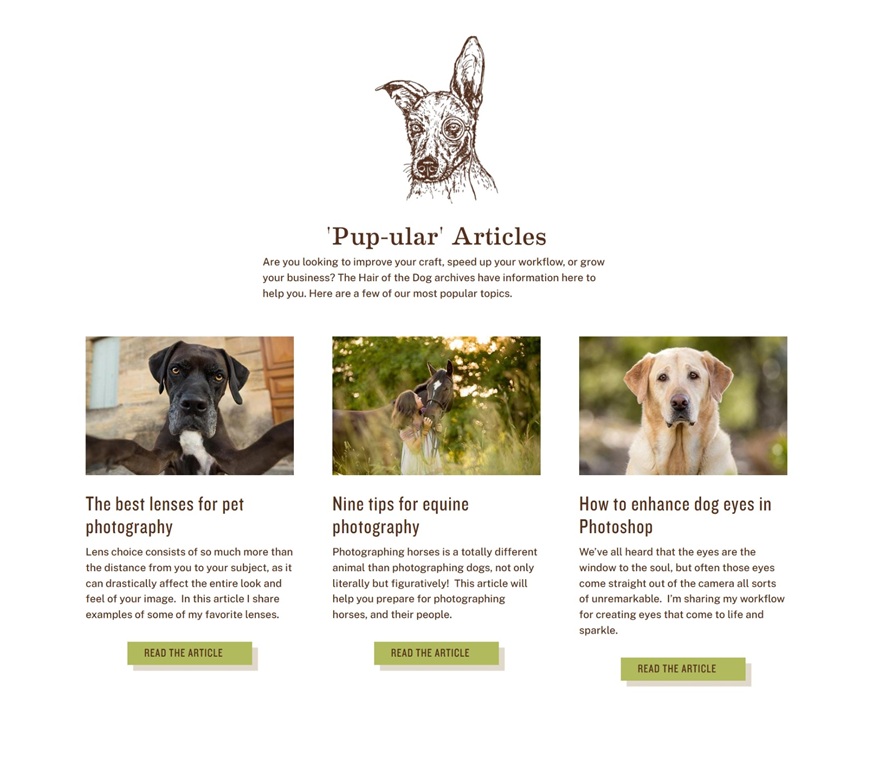 'Pup-ular' Articles
Are you looking to improve your craft, speed up your workflow, or grow
your business? The Hair of the Dog archives have information here to
help you. Here are a few of our most popular topics.
The best lenses for pet
photography
Lens choice consists of so much more than
the distance from you to your subject, as it
can drastically affect the entire look and
feel of your image.  In this article I share
examples of some of my favorite lenses.
READ THE ARTICLE
Nine tips for equine
photography
Photographing horses is a totally different
animal than photographing dogs, not only
literally but figuratively!  This article will
help you prepare for photographing
horses, and their people.
READ THE ARTICLE
How to enhance dog eyes in
Photoshop
We've all heard that the eyes are the
window to the soul, but often those eyes
come straight out of the camera all sorts
of unremarkable.  I'm sharing my workflow
for creating eyes that come to life and
sparkle.
READ THE ARTICLE